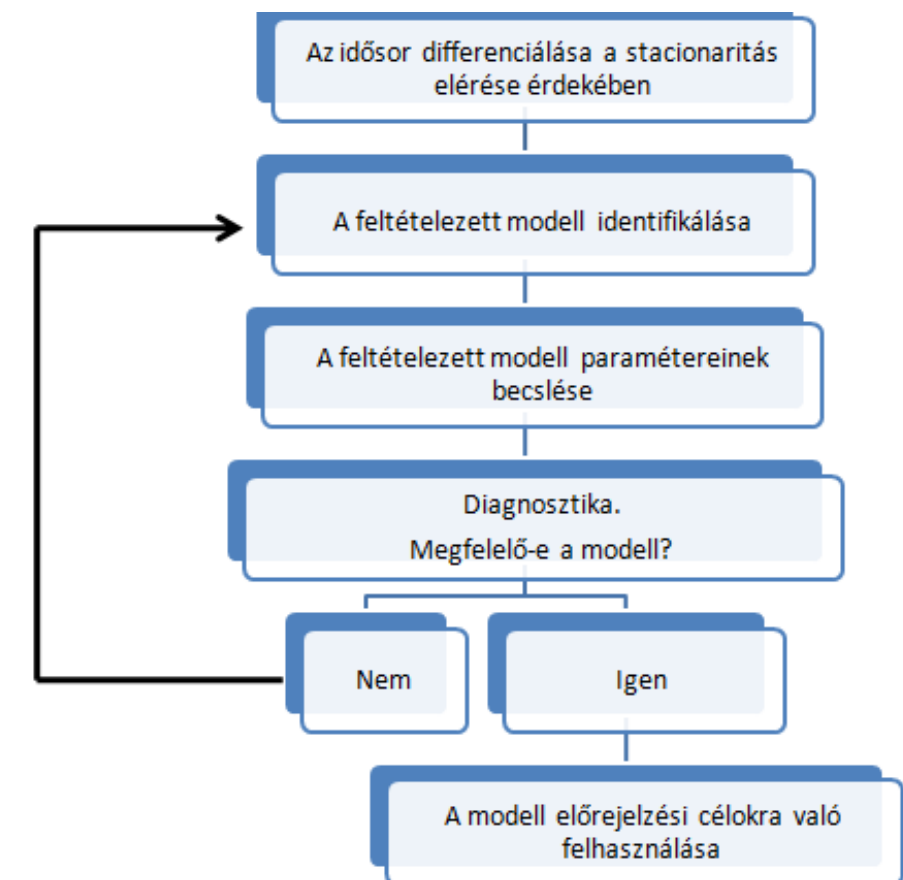 Az idősor differenciálása a stacionaritás
elérése érdekében
A feltételezett modell identifikálása
A feltételezett modell paramétereinek
becslése
Diagnosztika.
Megfelelő-e a modell?
Nem
Igen
A modell előrejelzési célokra való
felhasználása